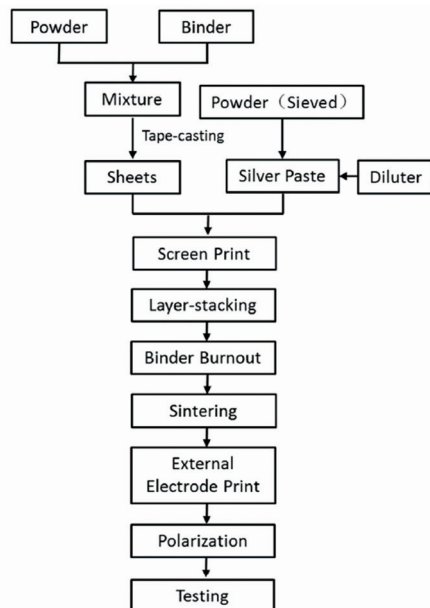 Powder
Binder
Mixture
Powder（Sieved）
Tape-casting
Sheets
Silver Paste
Diluter
Screen Print
Layer-stacking
Binder Burnout
Sintering
External
Electrode Print
Polarization
Testing